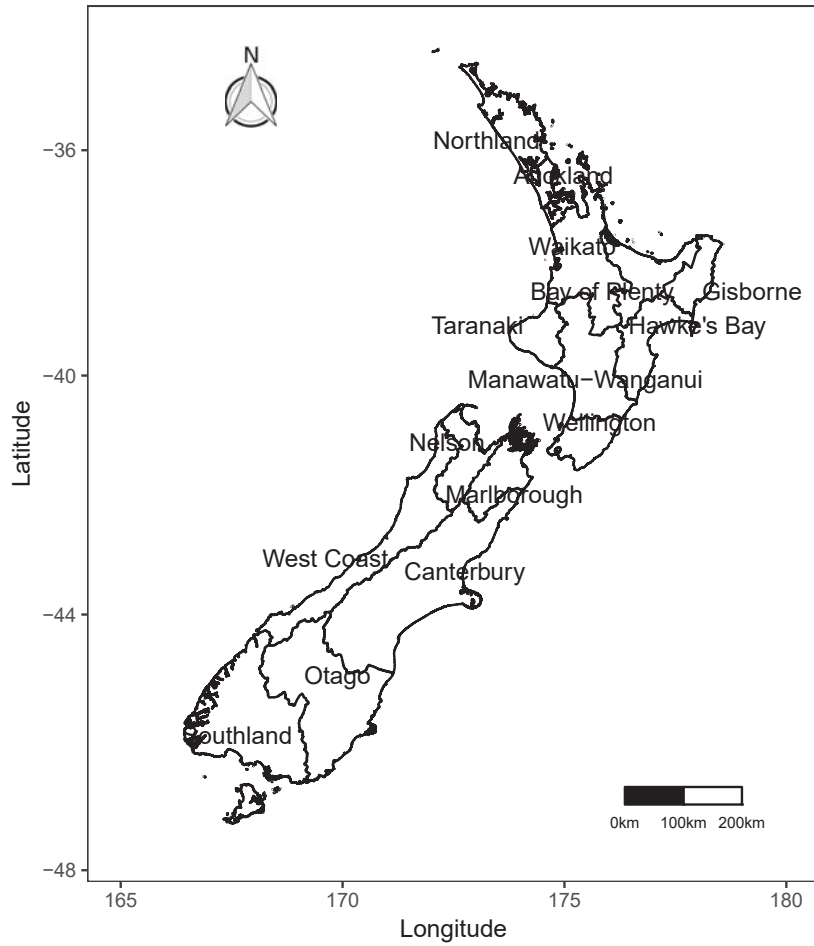 N
−36
Northland
Auckland
Waikato
Bay of Plenty
Gisborne
Taranaki
Hawke's Bay
−40
Manawatu−Wanganui
Wellington
Nelson
Marlborough
West Coast
Canterbury
−44
Otago
Southland
0km 100km 200km
−48
165 170 175 180
Longitude
Latitude